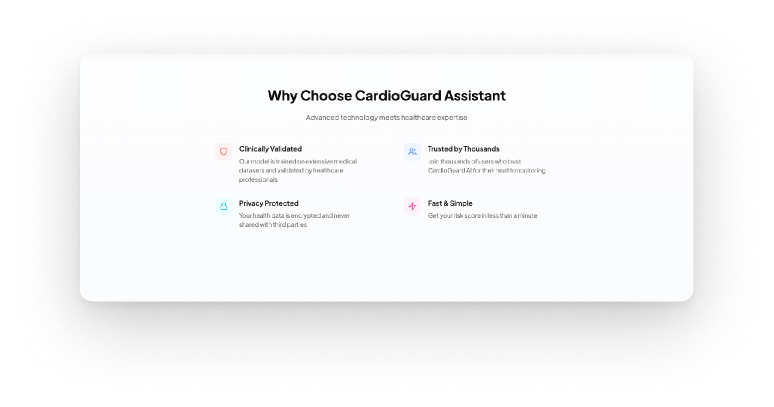 Why Choose CardioGuard Assistant
Advanced technology meets healthcare expertise
Clinically Validated
Our model is trained on extensive medical
datasets and validated by healthcare
professionals
Trusted by Thousands
Join thousands of users who trust
CardioGuard AI for their health monitoring
Privacy Protected
Your health data is encrypted and never
shared with third parties
Fast & Simple
Get your risk score in less than a minute